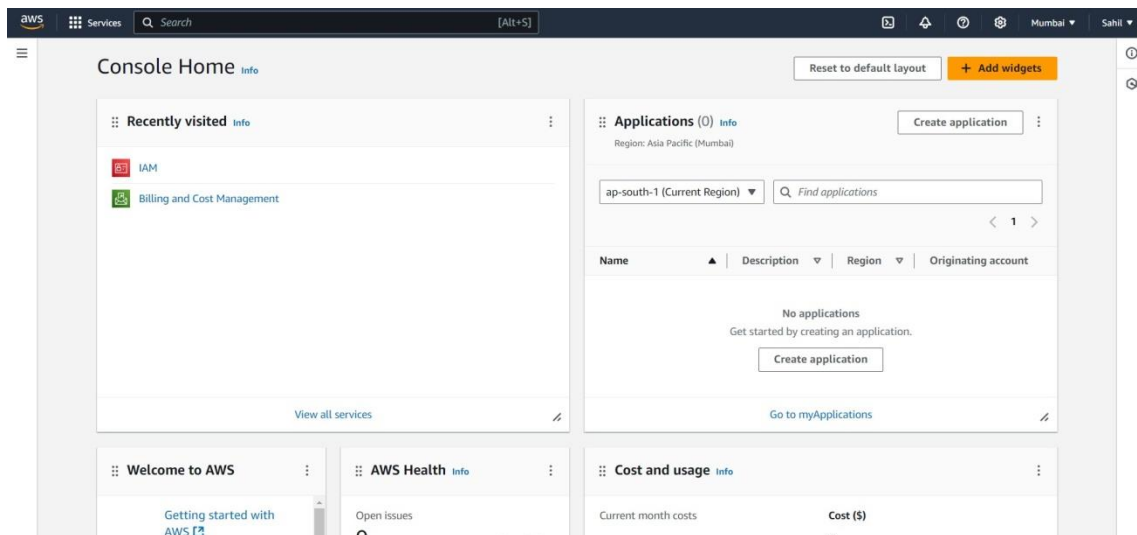 aws Services Search [Alt+S] Mumbai Sahil
Console Home Info
Reset to default layout
+ Add widgets
Recently visited Info
IAM
Billing and Cost Management
View all services
Applications (0) Info
Region: Asia Pacific (Mumbai)
Create application
ap-south-1 (Current Region)
Find applications
1
Name Description Region Originating account
No applications
Get started by creating an application.
Create application
Go to myApplications
Welcome to AWS
Getting started with
AWS
AWS Health Info
Open issues
Cost and usage Info
Current month costs
Cost ($)